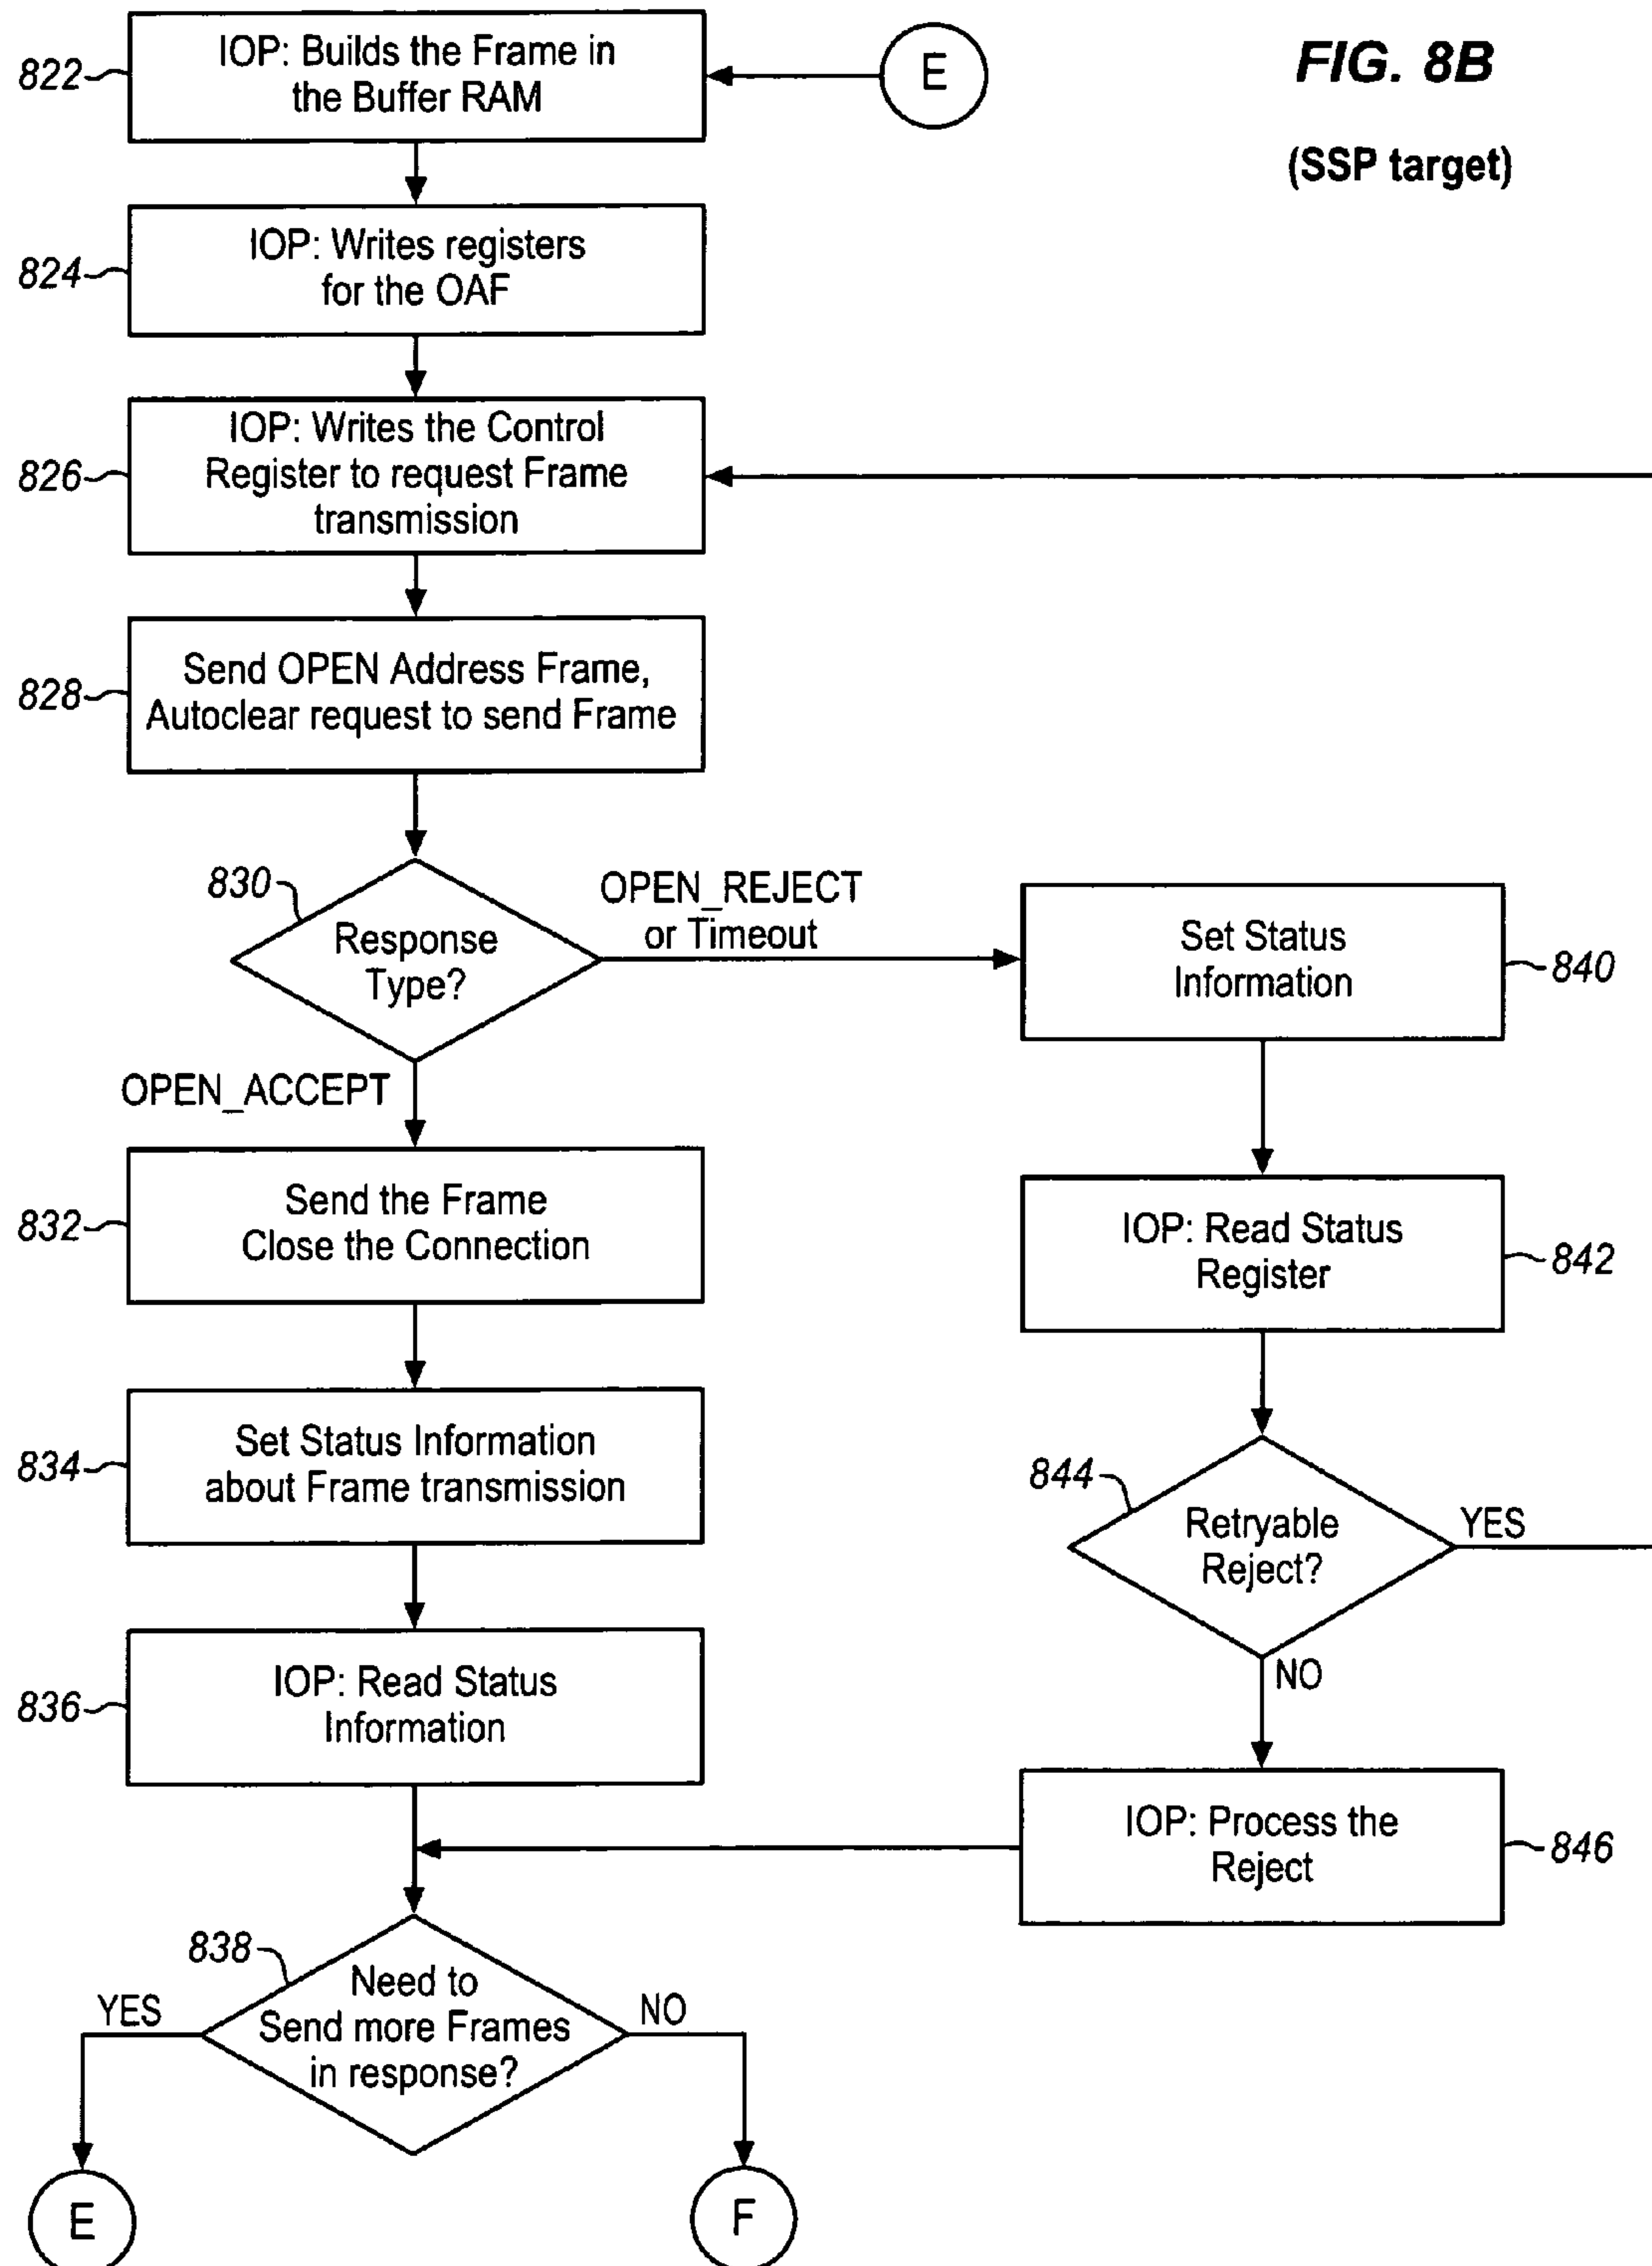 FIG. 8B
(SSP target)
E
822
IOP: Builds the Frame in
the Buffer RAM
824
IOP: Writes registers
for the OAF
826
IOP: Writes the Control
Register to request Frame
transmission
828
Send OPEN Address Frame,
Autoclear request to send Frame
830
Response
Type?
OPEN_REJECT
or Timeout
OPEN_ACCEPT
832
Send the Frame
Close the Connection
834
Set Status Information
about Frame transmission
836
IOP: Read Status
Information
838
Need to
Send more Frames
in response?
YES
NO
E
F
Set Status
Information
840
IOP: Read Status
Register
842
844
Retryable
Reject?
YES
NO
IOP: Process the
Reject
846